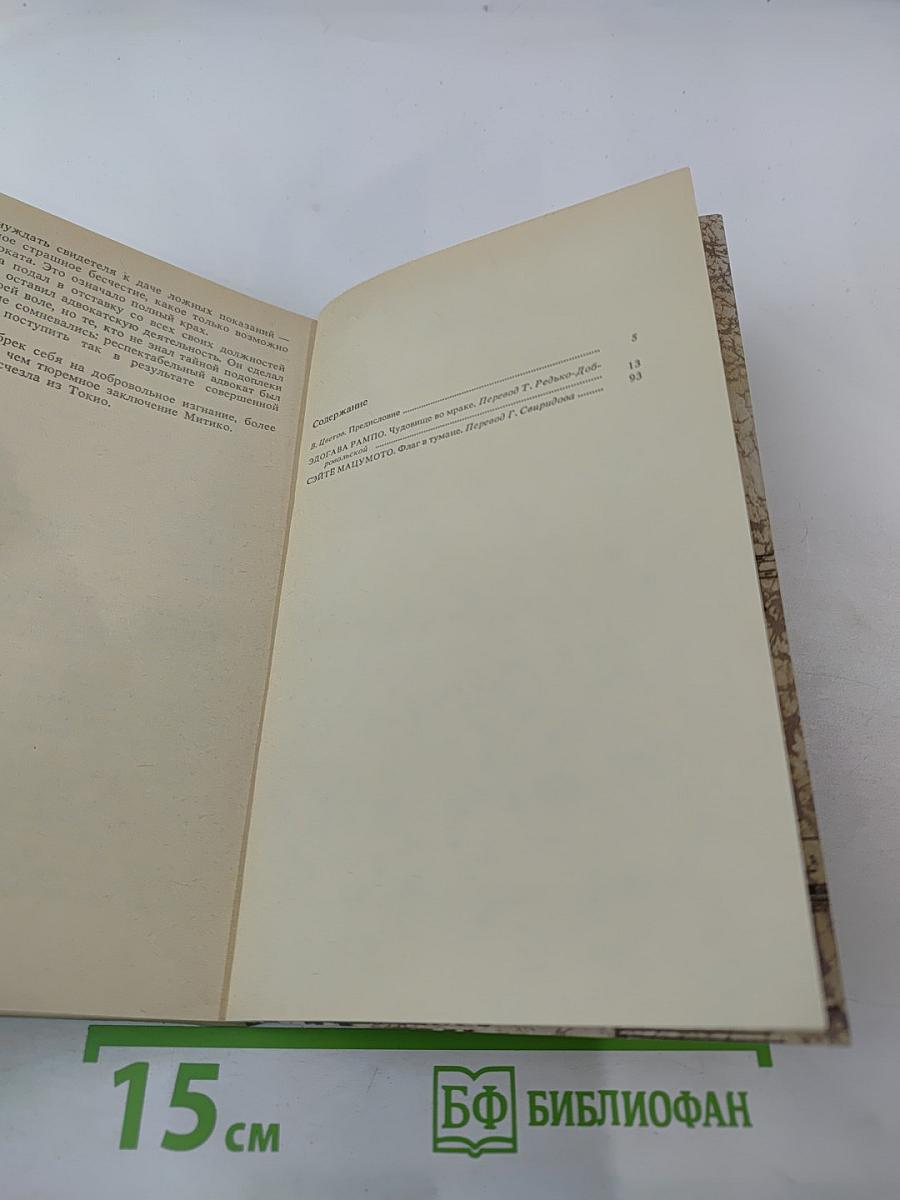 нуждать свидетеля к даче ложных показаний —
ое страшное бесчестие, какое только возможно
оката. Это означало полный крах.
а подал в отставку со всех своих должностей
оставил адвокатскую деятельность. Он сделал
ей воле, но те, кто не знал тайной подоплеки
не сомневались: респектабельный адвокат был
поступить так в результате совершенной
брек себя на добровольное изгнание, более
чем тюремное заключение Митико.
счезла из Токио.
Содержание
В. Цветов. Предисловие 5
ЭДОГАВА РАМПО. Чудовище во мраке. Перевод Т. Редько-Доб-
ровольской 13
СЭЙТЁ МАЦУМОТО. Флаг в тумане. Перевод Г. Свиридова 93
15 см
БФ БИБЛИОФАН